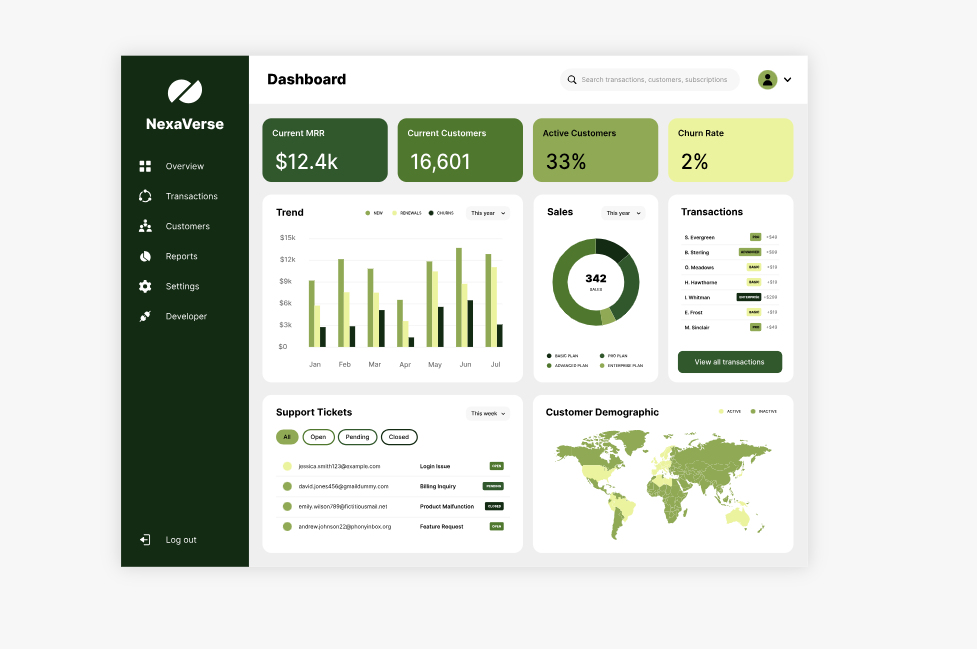 NexaVerse
Overview
Transactions
Customers
Reports
Settings
Developer
Log out
Dashboard
Search transactions, customers, subscriptions
Current MRR
$12.4k
Current Customers
16,601
Active Customers
33%
Churn Rate
2%
Trend
NEW RENEWALS CHURNS
This year
$15k
$12k
$9k
$6k
$3k
$0
Jan Feb Mar Apr May Jun Jul
Sales
This year
342
SALES
BASIC PLAN PRO PLAN
ADVANCED PLAN ENTERPRISE PLAN
Transactions
S. Evergreen PRO +$49
B. Sterling ADVANCED
O. Meadows BASIC +$19
H. Hawthorne BASIC +$19
I. Whitman ENTERPRISE +$299
E. Frost BASIC +$19
M. Sinclair PRO +$49
View all transactions
Support Tickets
This week
All Open Pending Closed
jessica.smith123@example.com Login Issue OPEN
david.jones456@gmaildummy.com Billing Inquiry PENDING
emily.wilson789@fictitiousmail.net Product Malfunction CLOSED
andrew.johnson22@phonyinbox.org Feature Request OPEN
Customer Demographic
ACTIVE INACTIVE